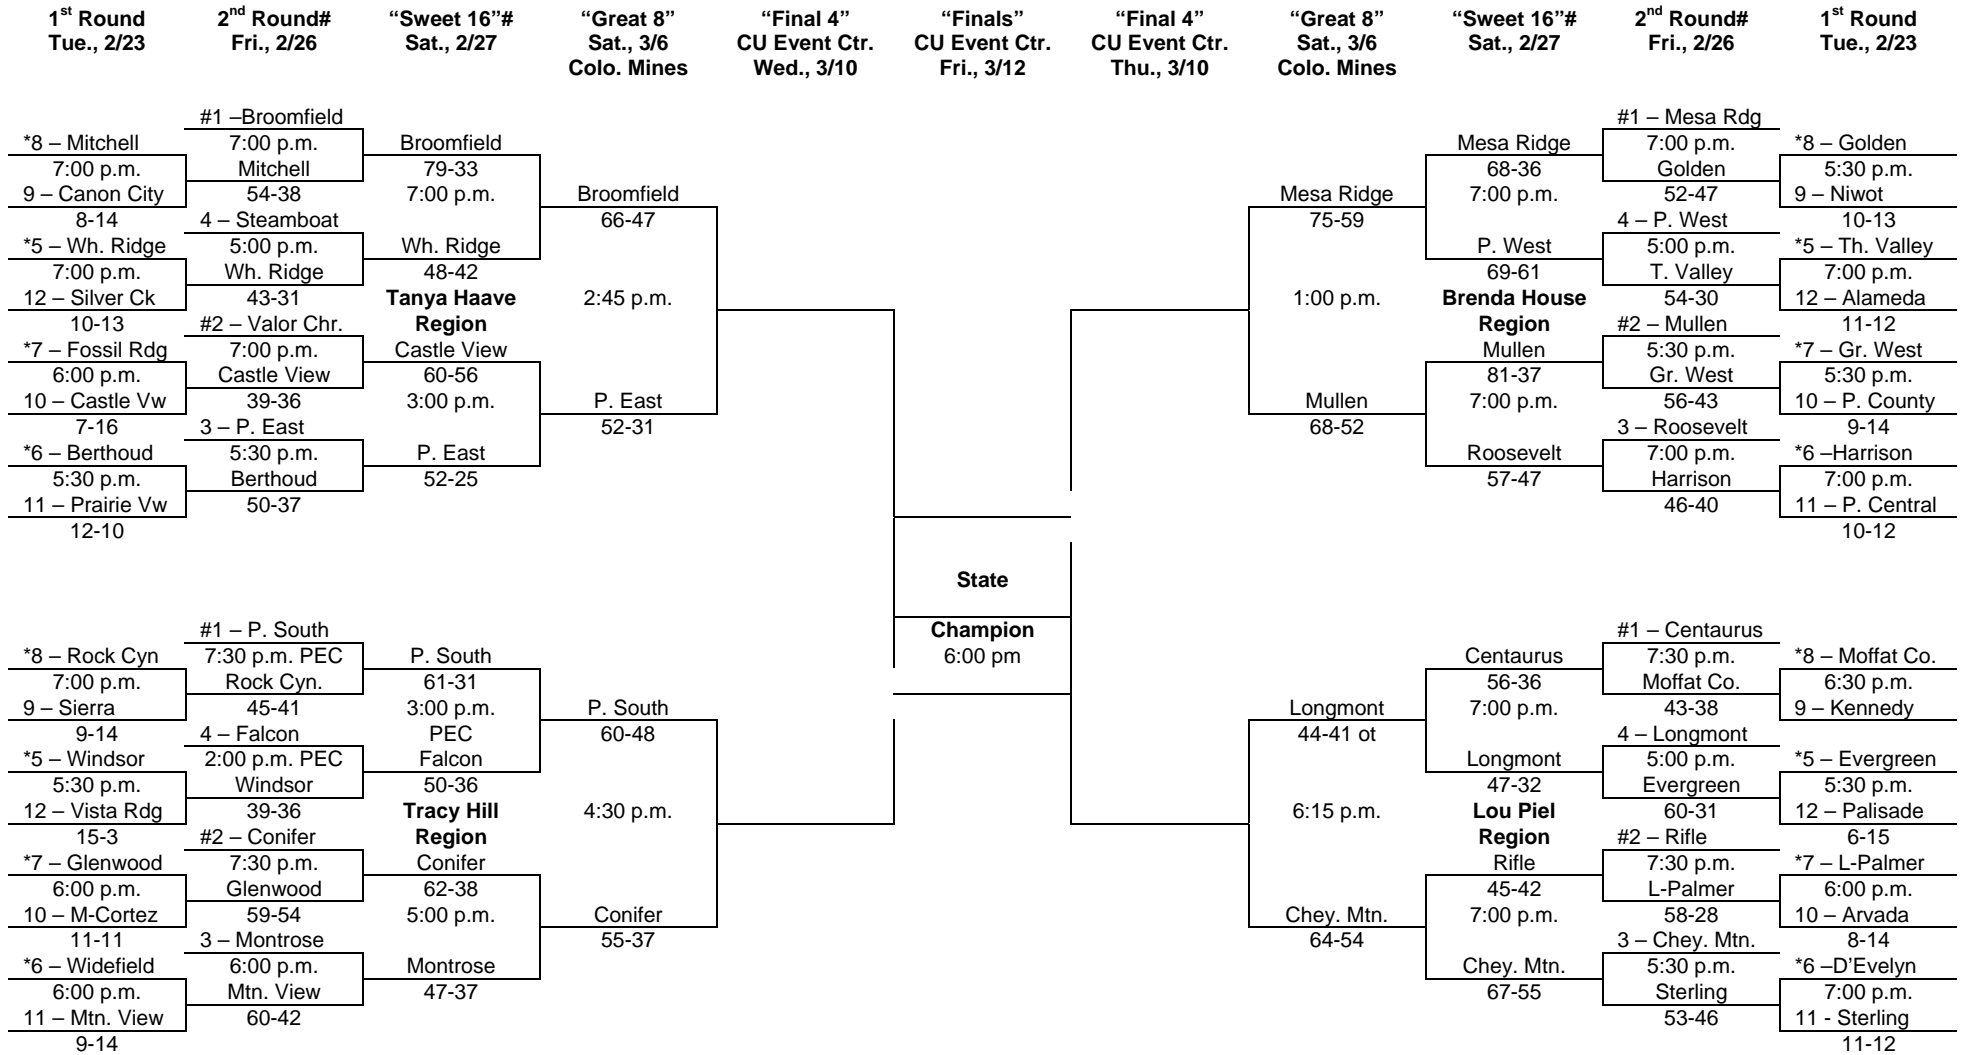 1st Round
Tue., 2/23
2nd Round#
Fri., 2/26
“Sweet 16”#
Sat., 2/27
“Great 8”
Sat., 3/6
Colo. Mines
“Final 4”
CU Event Ctr.
Wed., 3/10
“Finals”
CU Event Ctr.
Fri., 3/12
“Final 4”
CU Event Ctr.
Thu., 3/10
“Great 8”
Sat., 3/6
Colo. Mines
“Sweet 16”#
Sat., 2/27
2nd Round#
Fri., 2/26
1st Round
Tue., 2/23
*8 – Mitchell
7:00 p.m.
9 – Canon City
8-14
*5 – Wh. Ridge
7:00 p.m.
12 – Silver Ck
10-13
*7 – Fossil Rdg
6:00 p.m.
10 – Castle Vw
7-16
*6 – Berthoud
5:30 p.m.
11 – Prairie Vw
12-10
#1 –Broomfield
7:00 p.m.
Mitchell
54-38
4 – Steamboat
5:00 p.m.
Wh. Ridge
43-31
#2 – Valor Chr.
7:00 p.m.
Castle View
39-36
3 – P. East
5:30 p.m.
Berthoud
50-37
Broomfield
79-33
7:00 p.m.
Wh. Ridge
48-42
Tanya Haave
Region
Castle View
60-56
3:00 p.m.
P. East
52-25
Broomfield
66-47
2:45 p.m.
P. East
52-31
*8 – Rock Cyn
7:00 p.m.
9 – Sierra
9-14
*5 – Windsor
5:30 p.m.
12 – Vista Rdg
15-3
*7 – Glenwood
6:00 p.m.
10 – M-Cortez
11-11
*6 – Widefield
6:00 p.m.
11 – Mtn. View
9-14
#1 – P. South
7:30 p.m. PEC
Rock Cyn.
45-41
4 – Falcon
2:00 p.m. PEC
Windsor
39-36
#2 – Conifer
7:30 p.m.
Glenwood
59-54
3 – Montrose
6:00 p.m.
Mtn. View
60-42
P. South
61-31
3:00 p.m.
PEC
Falcon
50-36
Tracy Hill
Region
Conifer
62-38
5:00 p.m.
Montrose
47-37
P. South
60-48
4:30 p.m.
Conifer
55-37
State
Champion
6:00 pm
Mesa Ridge
75-59
1:00 p.m.
Mullen
68-52
Mesa Ridge
68-36
7:00 p.m.
P. West
69-61
Brenda House
Region
Mullen
81-37
7:00 p.m.
Roosevelt
57-47
#1 – Mesa Rdg
7:00 p.m.
Golden
52-47
4 – P. West
5:00 p.m.
T. Valley
54-30
#2 – Mullen
5:30 p.m.
Gr. West
56-43
3 – Roosevelt
7:00 p.m.
Harrison
46-40
*8 – Golden
5:30 p.m.
9 – Niwot
10-13
*5 – Th. Valley
7:00 p.m.
12 – Alameda
11-12
*7 – Gr. West
5:30 p.m.
10 – P. County
9-14
*6 –Harrison
7:00 p.m.
11 – P. Central
10-12
Longmont
44-41 ot
6:15 p.m.
Chey. Mtn.
64-54
Centaurus
56-36
7:00 p.m.
Longmont
47-32
Lou Piel
Region
Rifle
45-42
7:00 p.m.
Chey. Mtn.
67-55
#1 – Centaurus
7:30 p.m.
Moffat Co.
43-38
4 – Longmont
5:00 p.m.
Evergreen
60-31
#2 – Rifle
7:30 p.m.
L-Palmer
58-28
3 – Chey. Mtn.
5:30 p.m.
Sterling
53-46
*8 – Moffat Co.
6:30 p.m.
9 – Kennedy
*5 – Evergreen
5:30 p.m.
12 – Palisade
6-15
*7 – L-Palmer
6:00 p.m.
10 – Arvada
8-14
*6 –D’Evelyn
7:00 p.m.
11 - Sterling
11-12